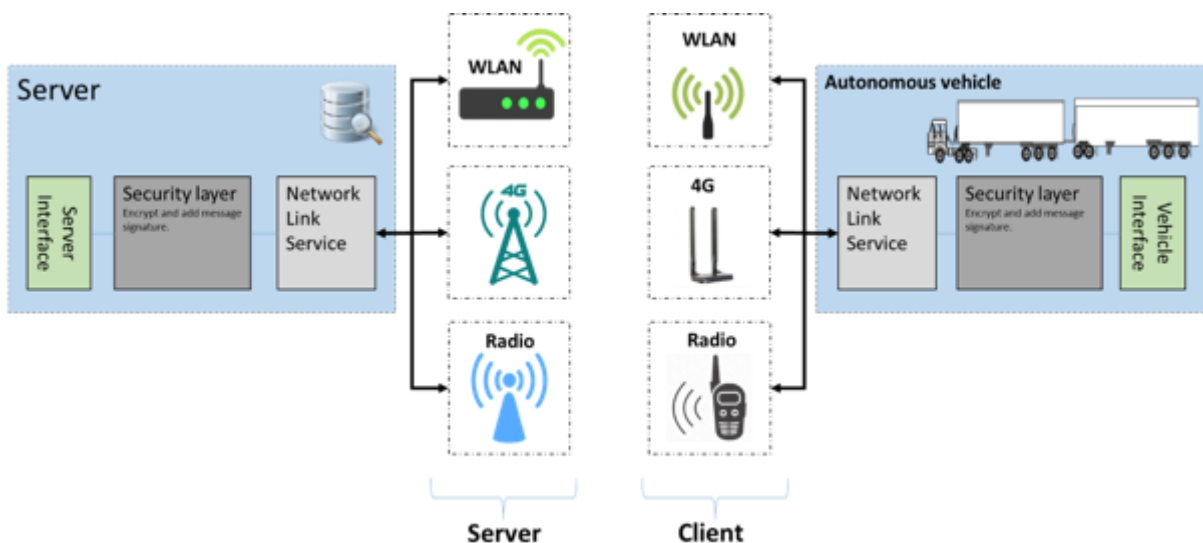 Server
Server
Interface
Security layer
Encrypt and add message
signature.
Network
Link
Service
WLAN
4G
Radio
Server
WLAN
4G
Radio
Client
Autonomous vehicle
Network
Link
Service
Security layer
Encrypt and add message
signature.
Vehicle
Interface